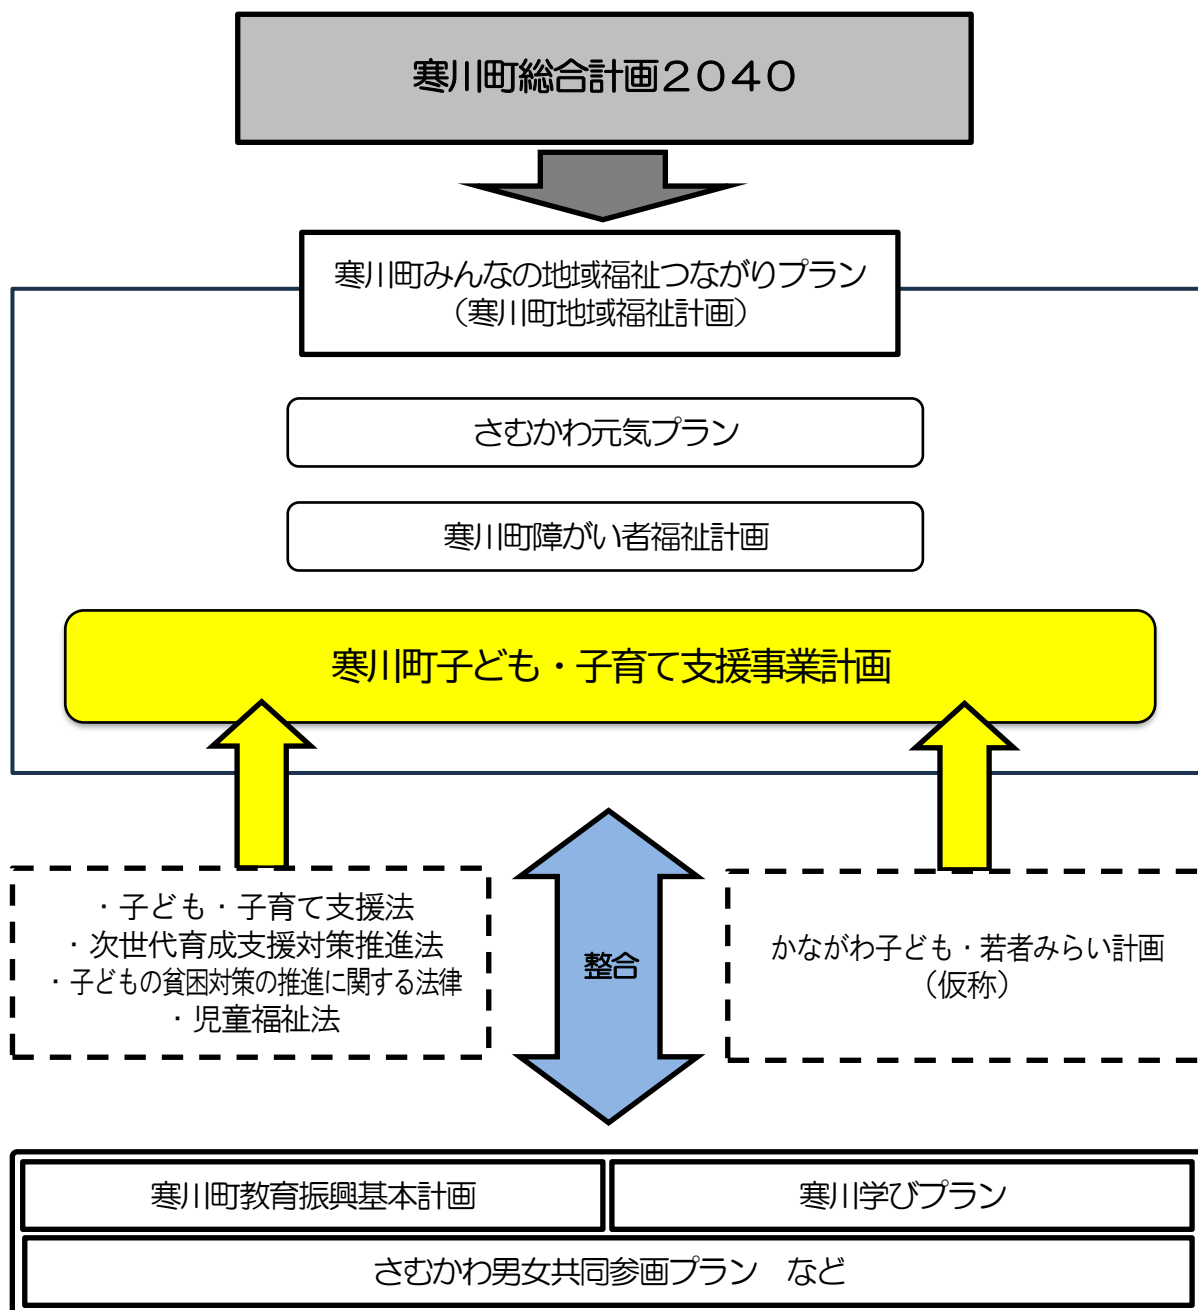 寒川町総合計画２０４０
寒川町みんなの地域福祉つながりプラン
（寒川町地域福祉計画）
さむかわ元気プラン
寒川町障がい者福祉計画
寒川町子ども・子育て支援事業計画
・子ども・子育て支援法
・次世代育成支援対策推進法
・子どもの貧困対策の推進に関する法律
・児童福祉法
整合
かながわ子ども・若者みらい計画
（仮称）
寒川町教育振興基本計画
寒川学びプラン
さむかわ男女共同参画プラン　など